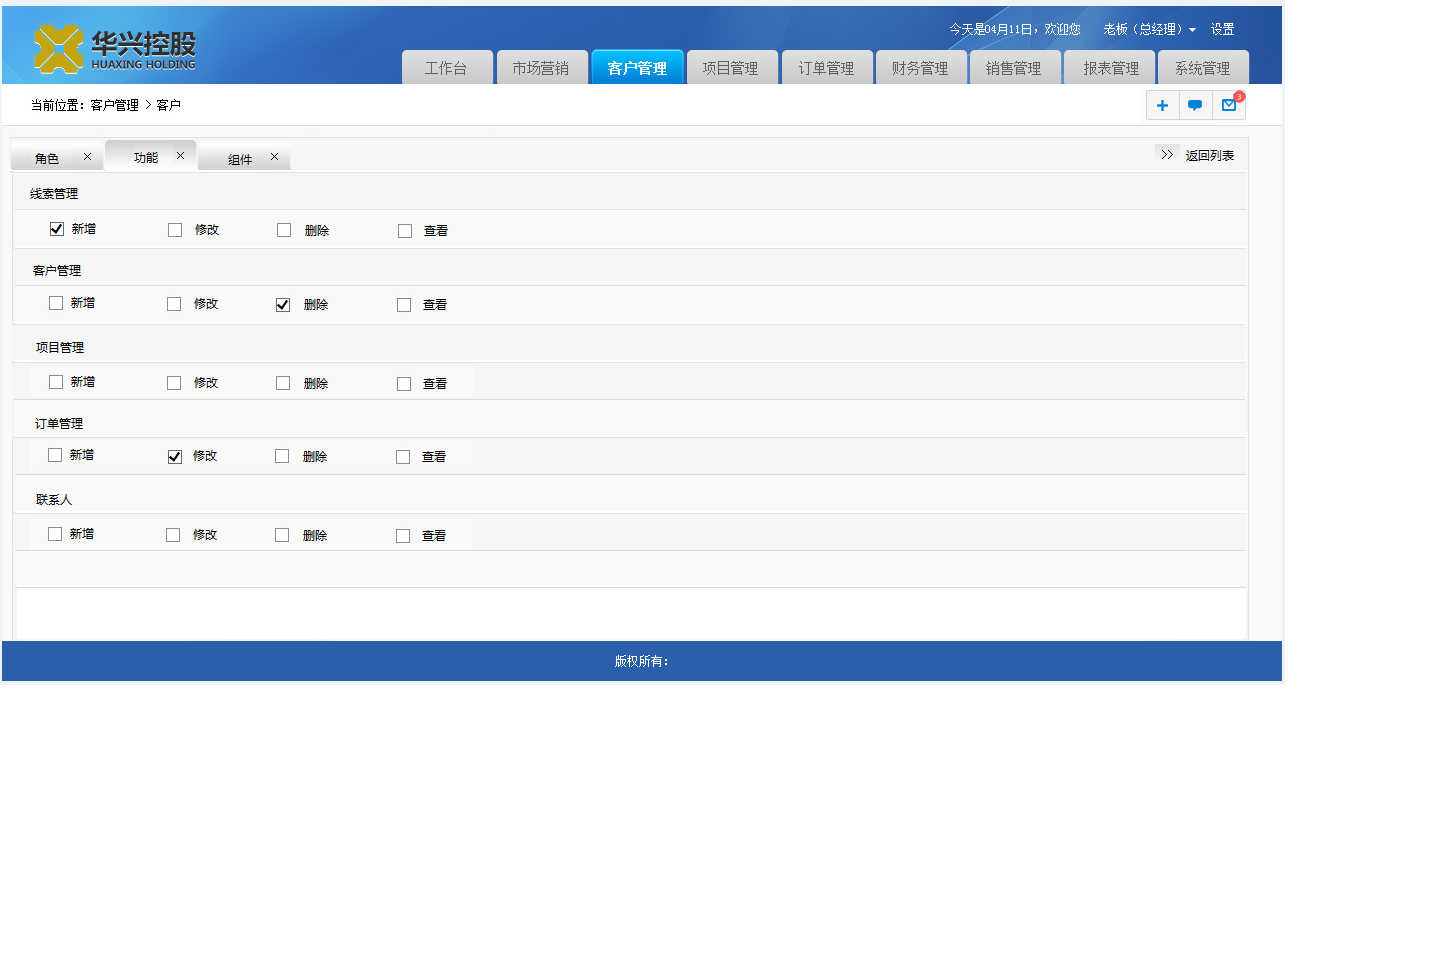 华兴控股
HUAXING HOLDING
今天是04月11日，欢迎您 老板（总经理） 设置
工作台 市场营销 客户管理 项目管理 订单管理 财务管理 销售管理 报表管理 系统管理
当前位置：客户管理 > 客户
3
角色 × 功能 × 组件 ×
>> 返回列表
线索管理
新增 修改 删除 查看
客户管理
新增 修改 删除 查看
项目管理
新增 修改 删除 查看
订单管理
新增 修改 删除 查看
联系人
新增 修改 删除 查看
版权所有：